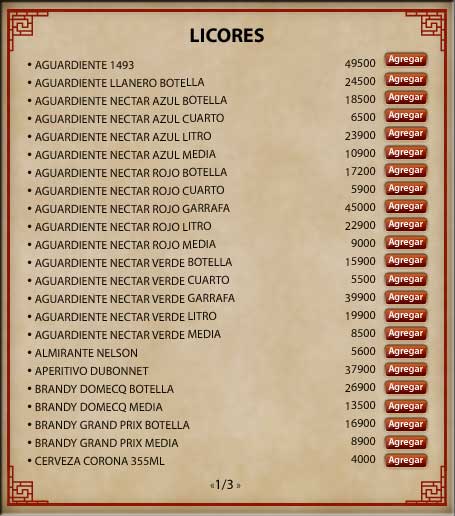 LICORES
• AGUARDIENTE 1493 49500 Agregar
• AGUARDIENTE LLANERO BOTELLA 24500 Agregar
• AGUARDIENTE NECTAR AZUL BOTELLA 18500 Agregar
• AGUARDIENTE NECTAR AZUL CUARTO 6500 Agregar
• AGUARDIENTE NECTAR AZUL LITRO 23900 Agregar
• AGUARDIENTE NECTAR AZUL MEDIA 10900 Agregar
• AGUARDIENTE NECTAR ROJO BOTELLA 17200 Agregar
• AGUARDIENTE NECTAR ROJO CUARTO 5900 Agregar
• AGUARDIENTE NECTAR ROJO GARRAFA 45000 Agregar
• AGUARDIENTE NECTAR ROJO LITRO 22900 Agregar
• AGUARDIENTE NECTAR ROJO MEDIA 9000 Agregar
• AGUARDIENTE NECTAR VERDE BOTELLA 15900 Agregar
• AGUARDIENTE NECTAR VERDE CUARTO 5500 Agregar
• AGUARDIENTE NECTAR VERDE GARRAFA 39900 Agregar
• AGUARDIENTE NECTAR VERDE LITRO 19900 Agregar
• AGUARDIENTE NECTAR VERDE MEDIA 8500 Agregar
• ALMIRANTE NELSON 5600 Agregar
• APERITIVO DUBONNET 37900 Agregar
• BRANDY DOMECQ BOTELLA 26900 Agregar
• BRANDY DOMECQ MEDIA 13500 Agregar
• BRANDY GRAND PRIX BOTELLA 16900 Agregar
• BRANDY GRAND PRIX MEDIA 8900 Agregar
• CERVEZA CORONA 355ML 4000 Agregar
«1/3 »